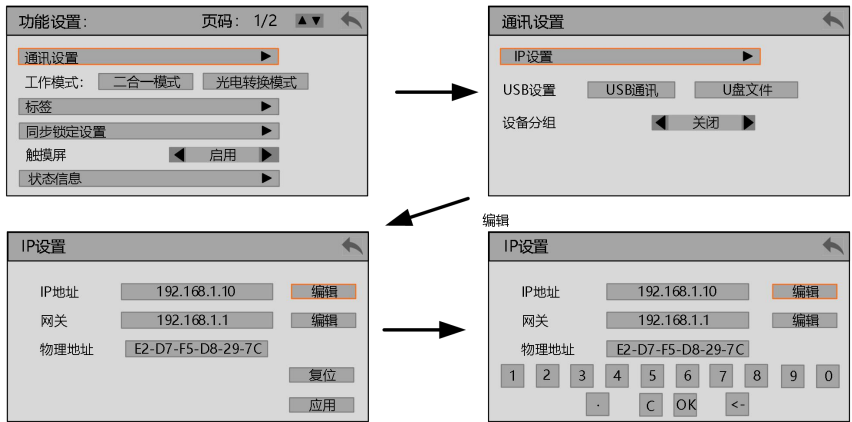 功能设置: 页码: 1/2 ▲▼
通讯设置 ▶
工作模式: 二合一模式 光电转换模式
标签 ▶
同步锁定设置 ▶
触摸屏 ◀ 启用 ▶
状态信息 ▶
通讯设置
IP设置 ▶
USB设置 USB通讯 U盘文件
设备分组 ◀ 关闭 ▶
IP设置
IP地址 192.168.1.10 编辑
网关 192.168.1.1 编辑
物理地址 E2-D7-F5-D8-29-7C
复位
应用
编辑
IP设置
IP地址 192.168.1.10 编辑
网关 192.168.1.1 编辑
物理地址 E2-D7-F5-D8-29-7C
1 2 3 4 5 6 7 8 9 0
. C OK <-